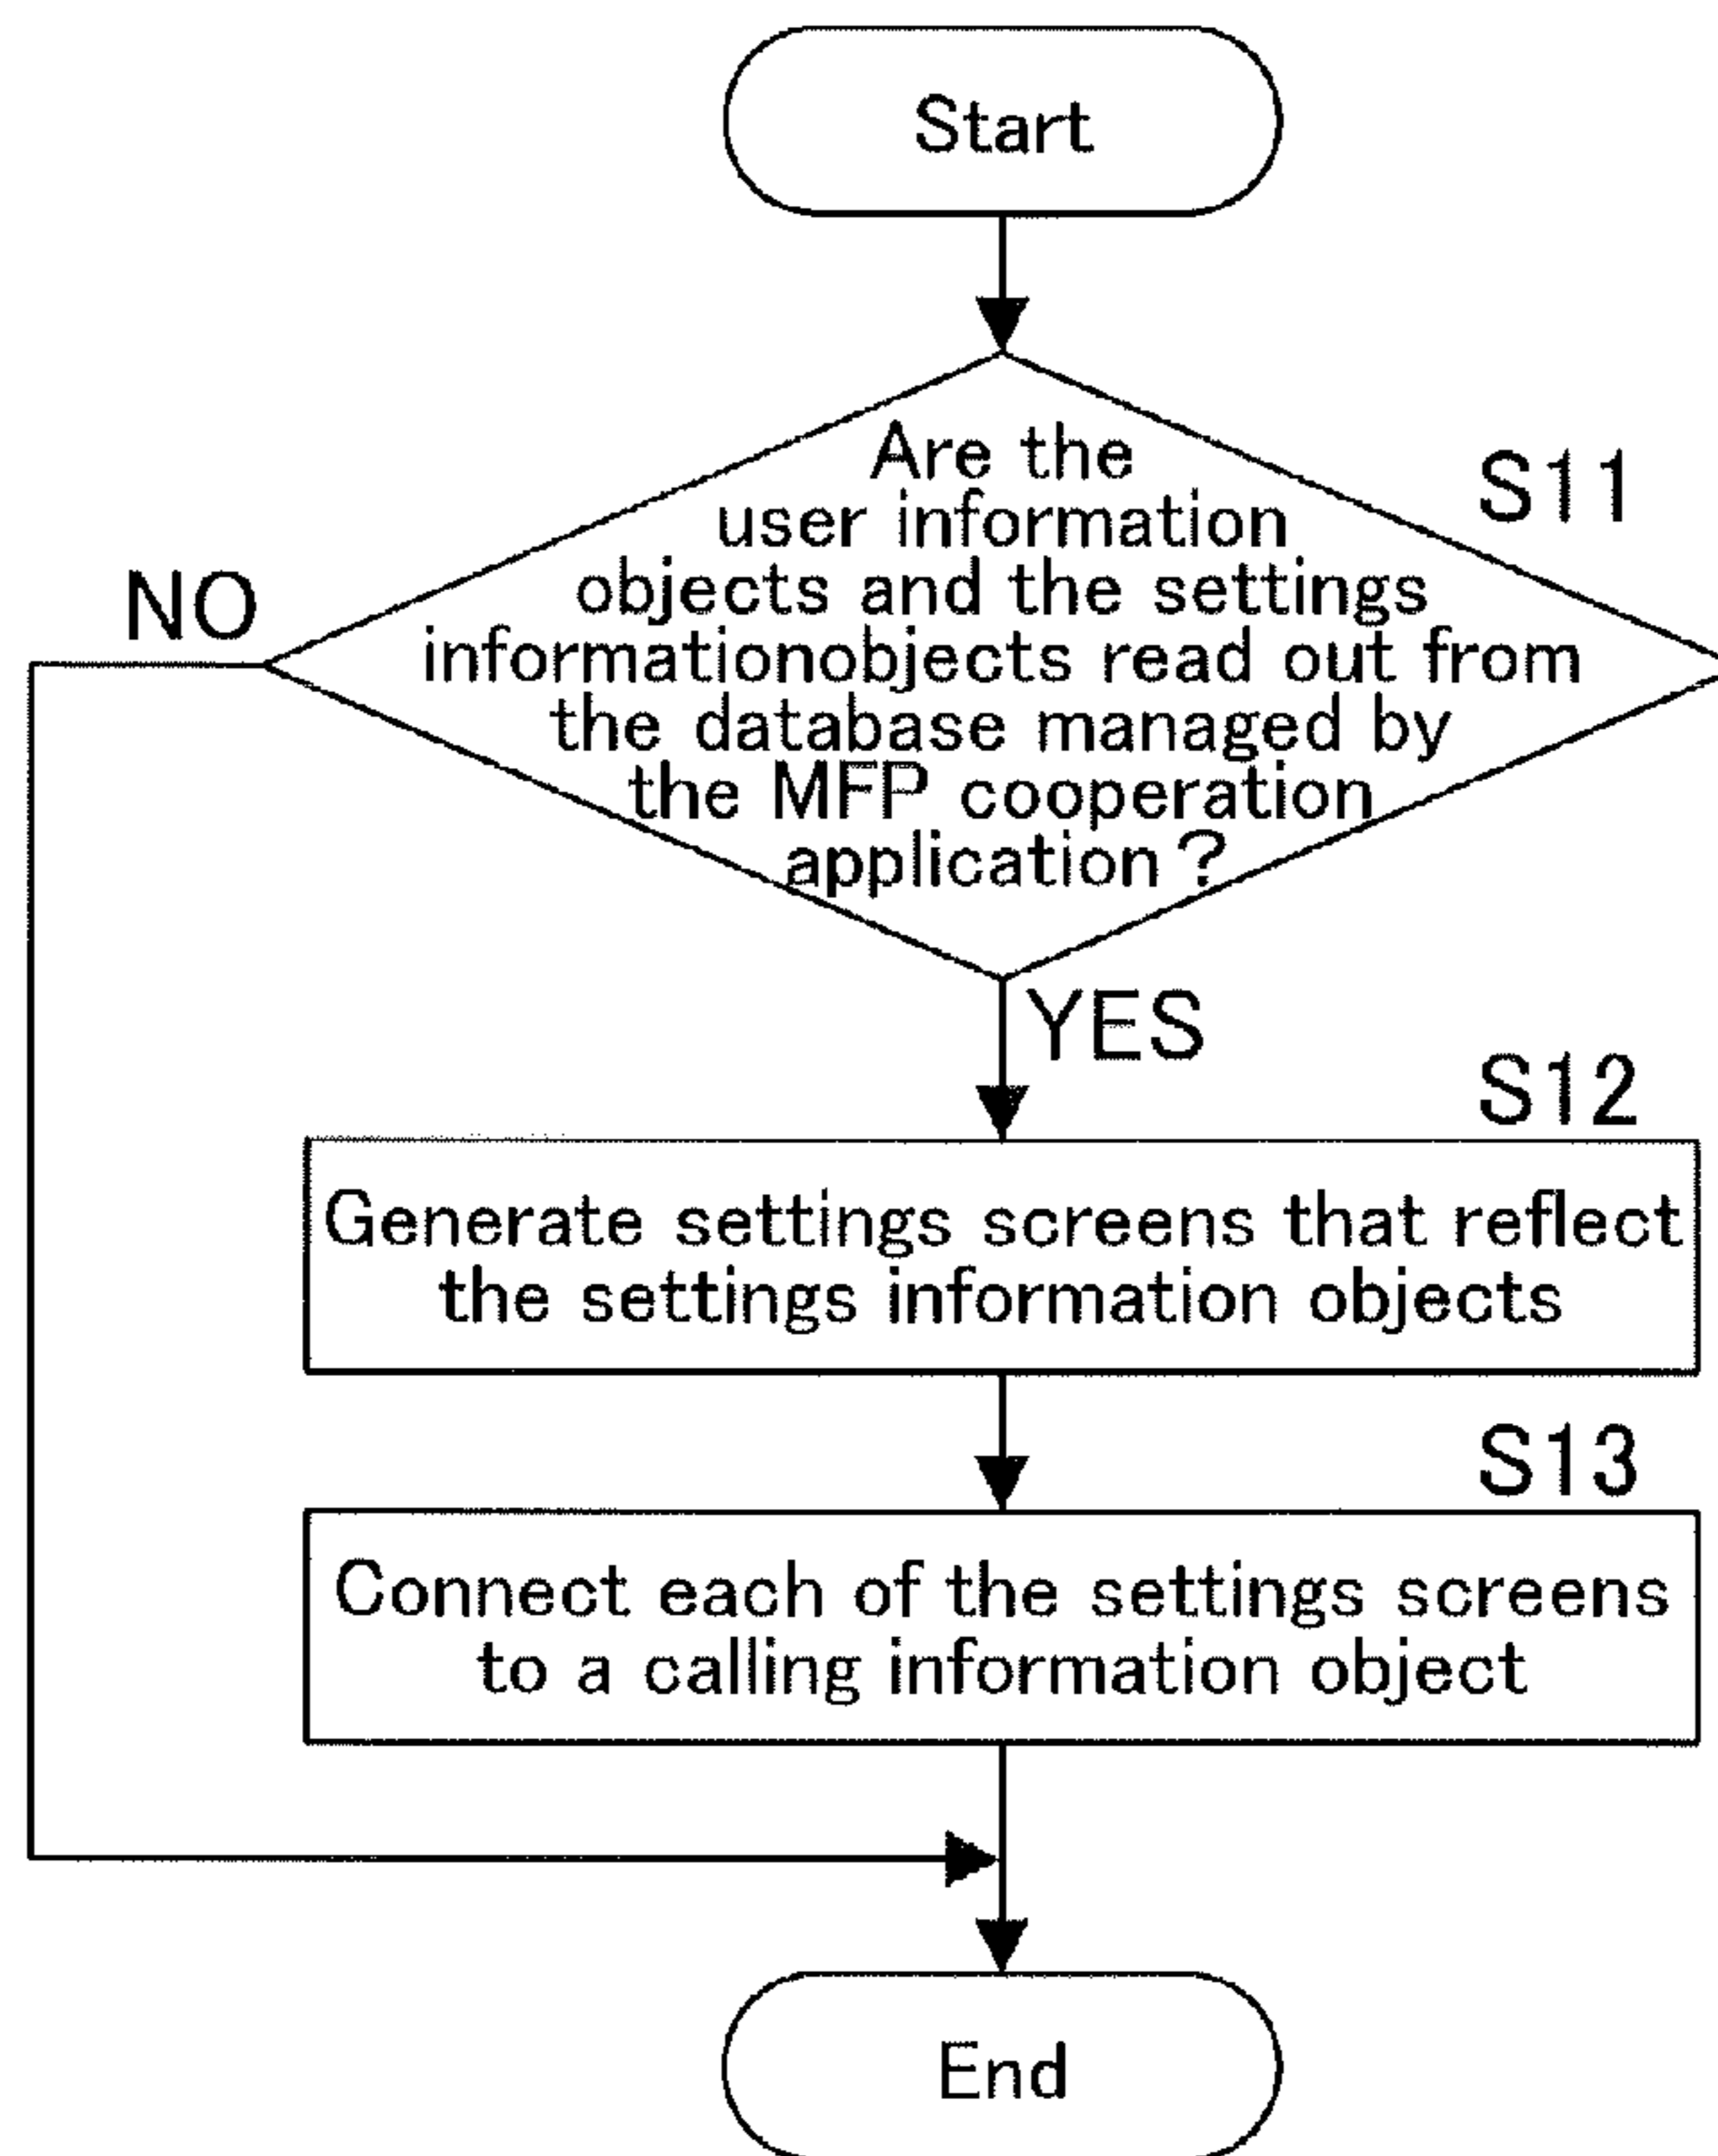 Start
Are the
S11
user information
objects and the settings
NO
informationobjects read out from
the database managed by
the MFP cooperation
application?
YES
S12
Generate settings screens that reflect
the settings information objects
S13
Connect each of the settings screens
to a calling information object
End